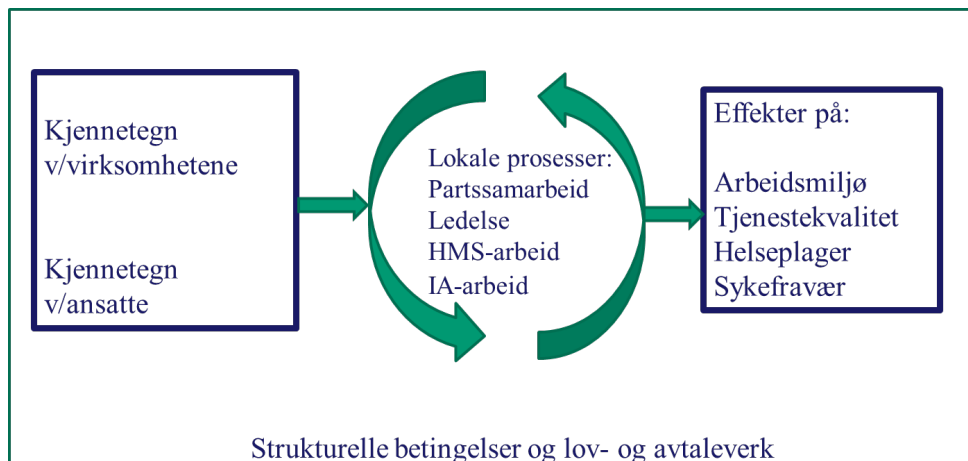 Kjennetegn
v/virksomhetene
Kjennetegn
v/ansatte
Lokale prosesser:
Partssamarbeid
Ledelse
HMS-arbeid
IA-arbeid
Effekter på:
Arbeidsmiljø
Tjenestekvalitet
Helseplager
Sykefravær
Strukturelle betingelser og lov- og avtaleverk